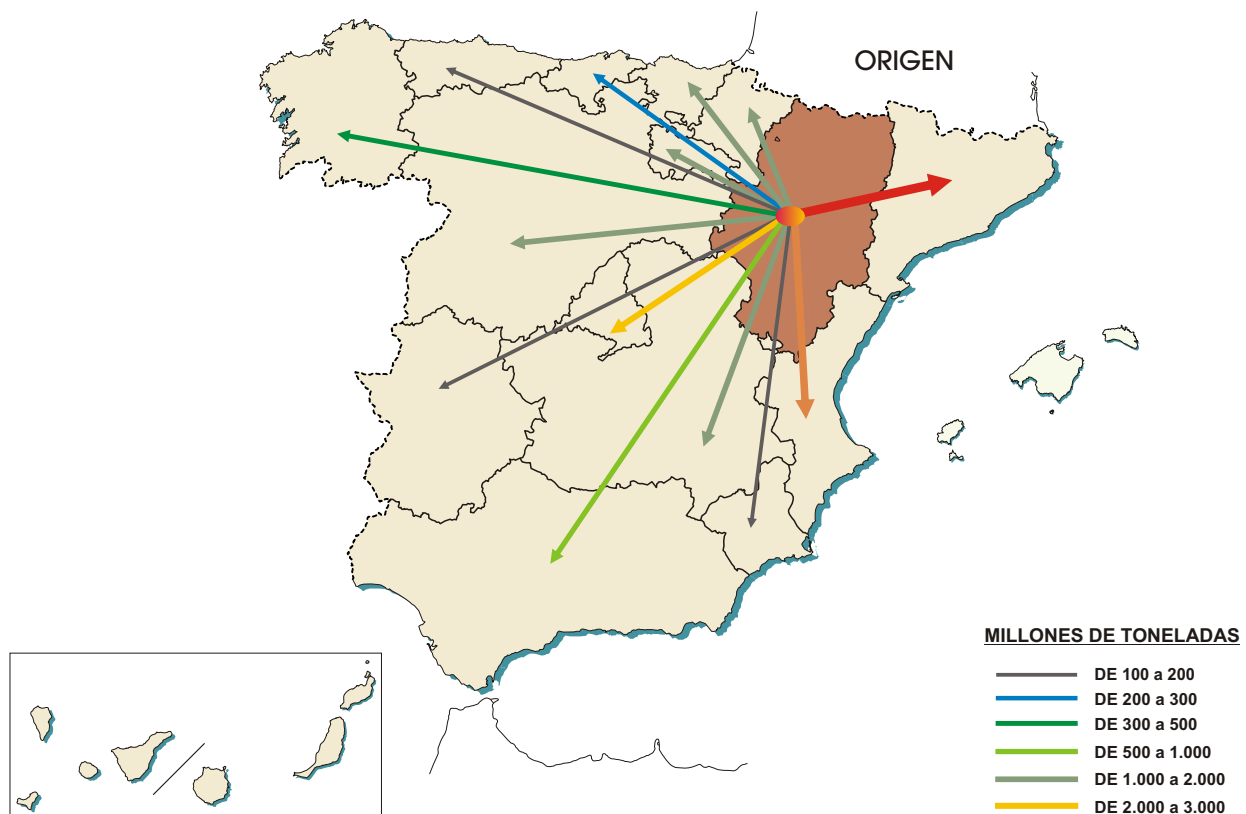 ORIGEN
MILLONES DE TONELADAS
DE 100 a 200
DE 200 a 300
DE 300 a 500
DE 500 a 1.000
DE 1.000 a 2.000
DE 2.000 a 3.000